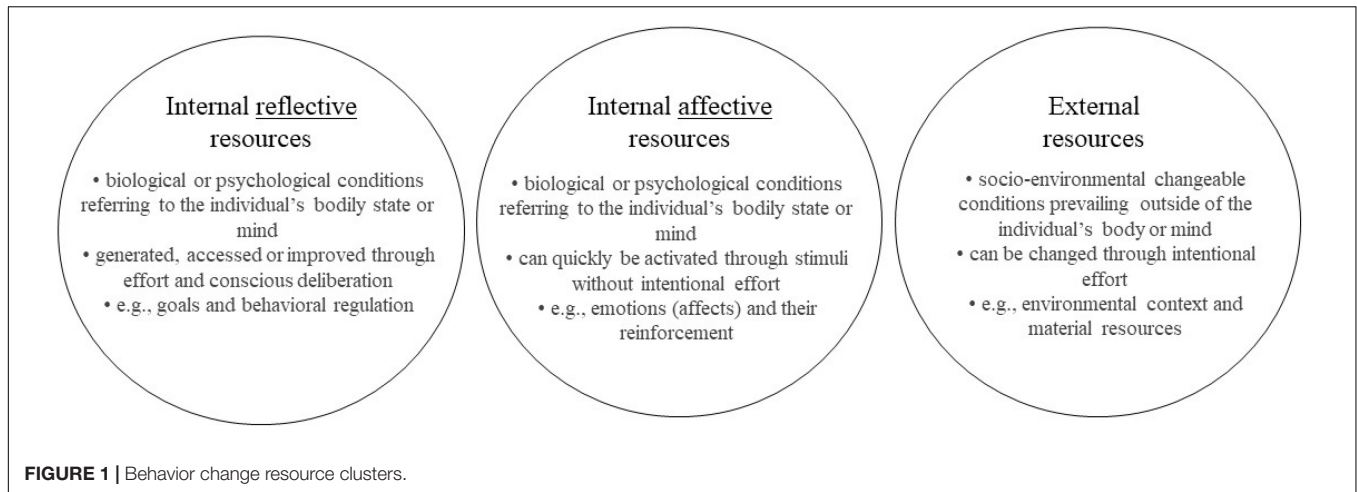 Internal reflective
resources
• biological or psychological conditions
referring to the individual's bodily state or
mind
• generated, accessed or improved through
effort and conscious deliberation
• e.g., goals and behavioral regulation
Internal affective
resources
• biological or psychological conditions
referring to the individual's bodily state or
mind
• can quickly be activated through stimuli
without intentional effort
• e.g., emotions (affects) and their
reinforcement
External
resources
• socio-environmental changeable
conditions prevailing outside of the
individual's body or mind
• can be changed through intentional
effort
• e.g., environmental context and
material resources
FIGURE 1 | Behavior change resource clusters.